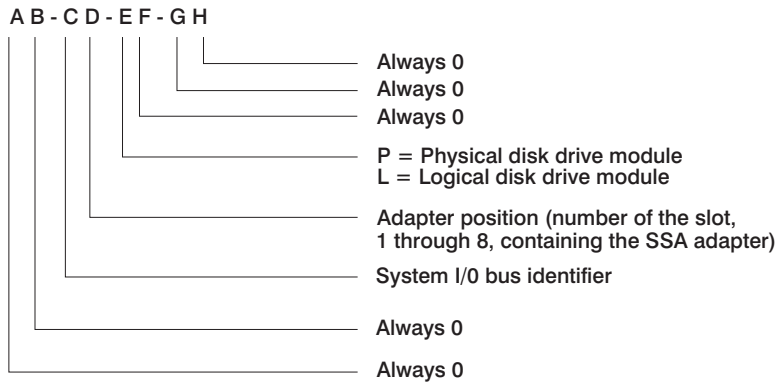 A B - C D - E F - G H
Always 0
Always 0
Always 0
P = Physical disk drive module
L = Logical disk drive module
Adapter position (number of the slot,
1 through 8, containing the SSA adapter)
System I/0 bus identifier
Always 0
Always 0